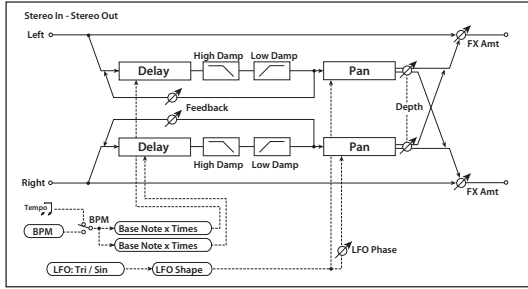 Stereo In - Stereo Out
Left
FX Amt
High Damp Low Damp
Delay
Pan
Feedback
Depth
Delay
Pan
High Damp Low Damp
Right
FX Amt
Tempo
BPM
BPM
Base Note x Times
Base Note x Times
LFO Phase
LFO: Tri / Sin
LFO Shape